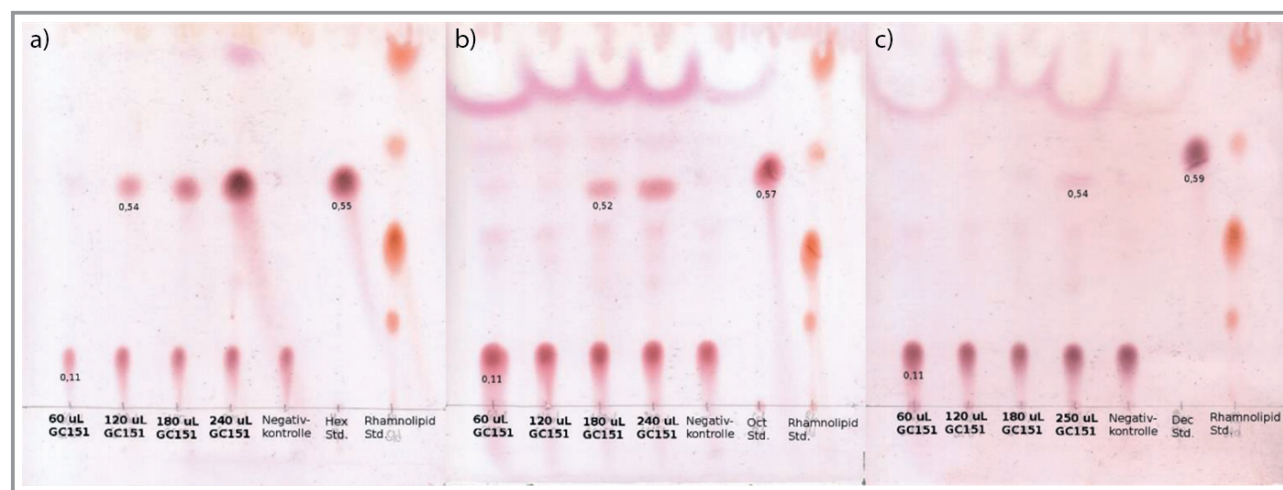 a)
0,54
0,55
0,11
60 uL 120 uL 180 uL 240 uL Negativ- Hex Rhamnolipid
GC151 GC151 GC151 GC151 kontrolle Std. Std.
b)
0,52
0,57
0,11
60 uL 120 uL 180 uL 240 uL Negativ- Oct Rhamnolipid
GC151 GC151 GC151 GC151 kontrolle Std. Std.
c)
0,54
0,59
0,11
60 uL 120 uL 180 uL 250 uL Negativ- Dec Rhamnolipid
GC151 GC151 GC151 GC151 kontrolle Std. Std.